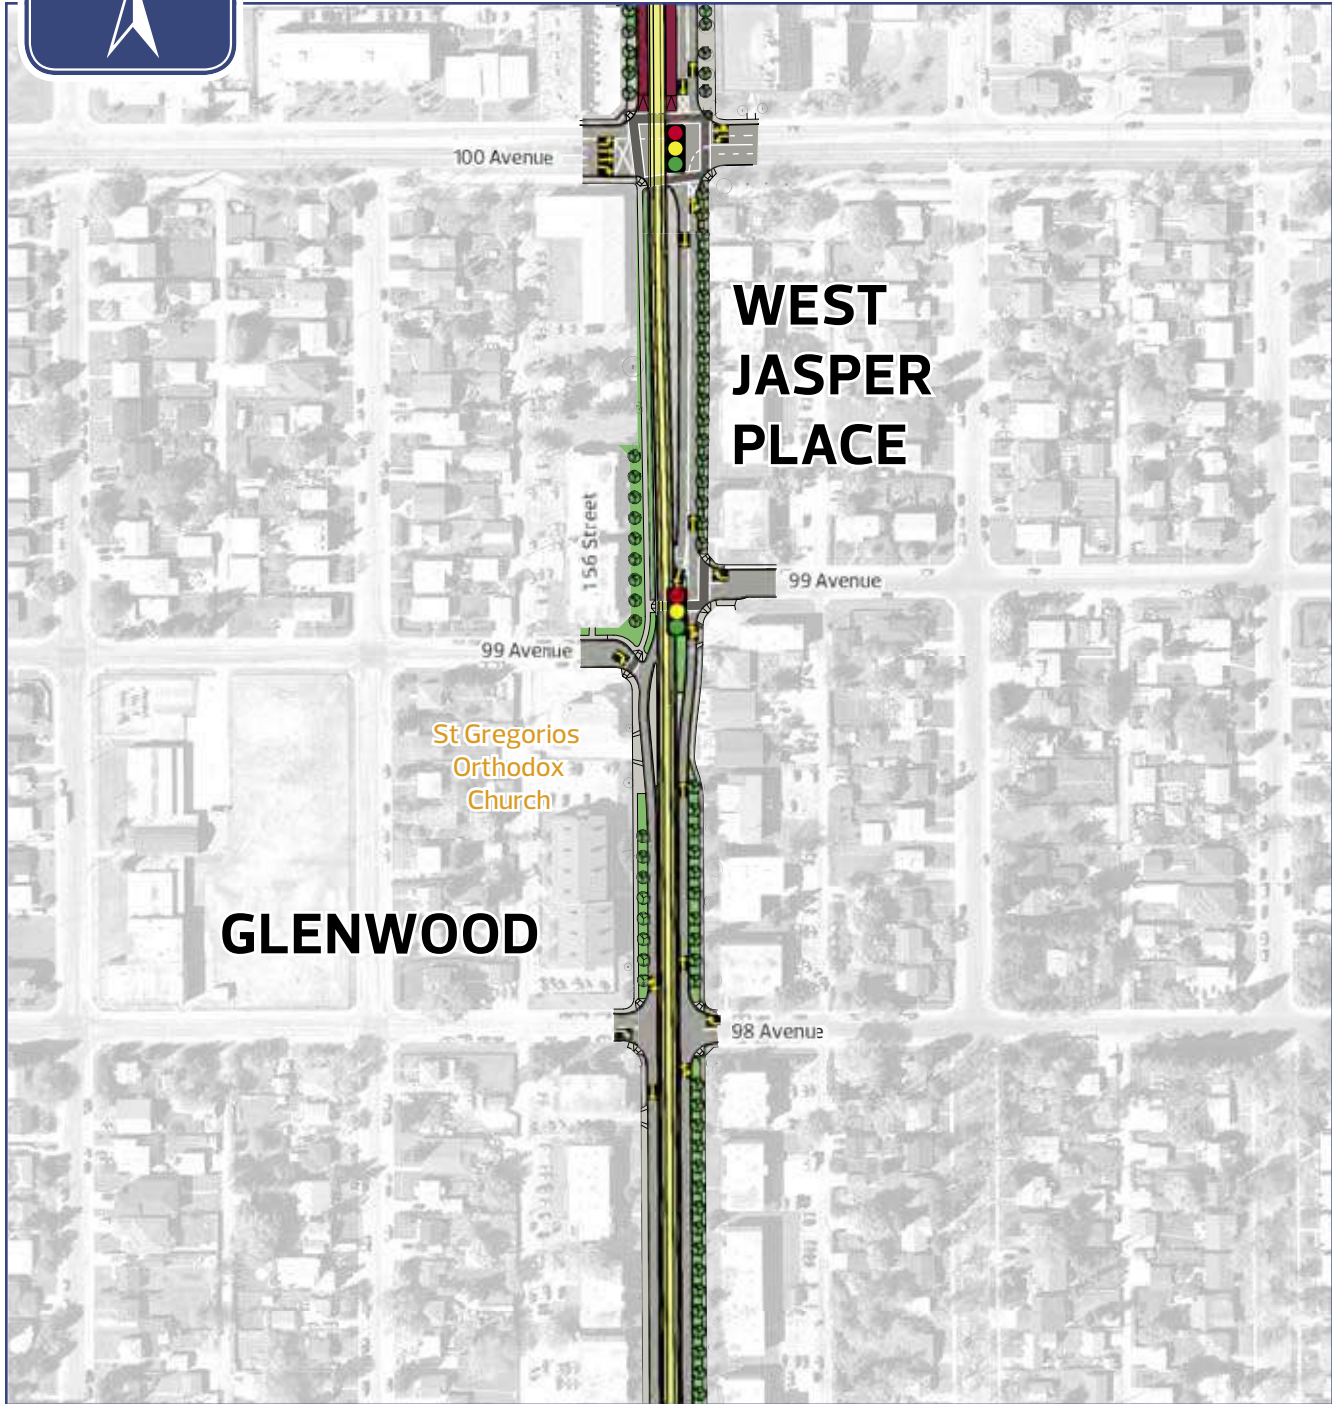 100 Avenue
WEST
JASPER
PLACE
156 Street
99 Avenue
99 Avenue
St Gregorios
Orthodox
Church
GLENWOOD
98 Avenue